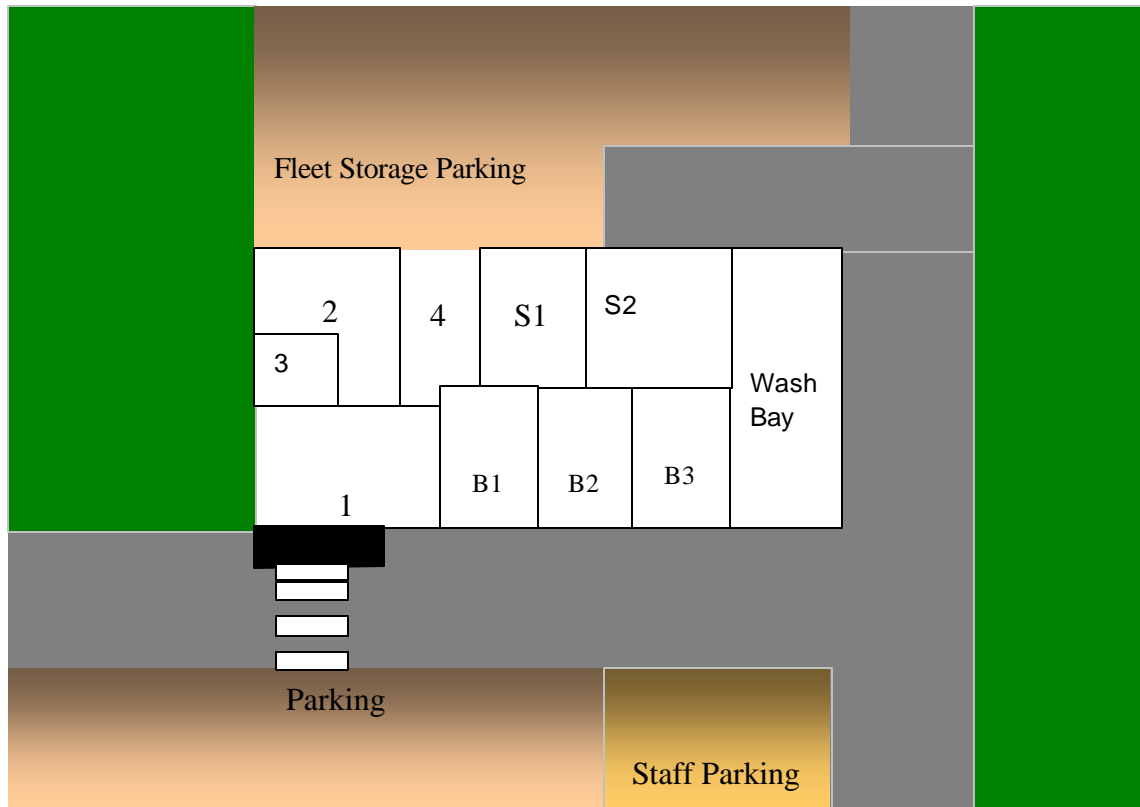 Fleet Storage Parking
2
4
S1
S2
3
Wash
Bay
1
B1
B2
B3
Parking
Staff Parking